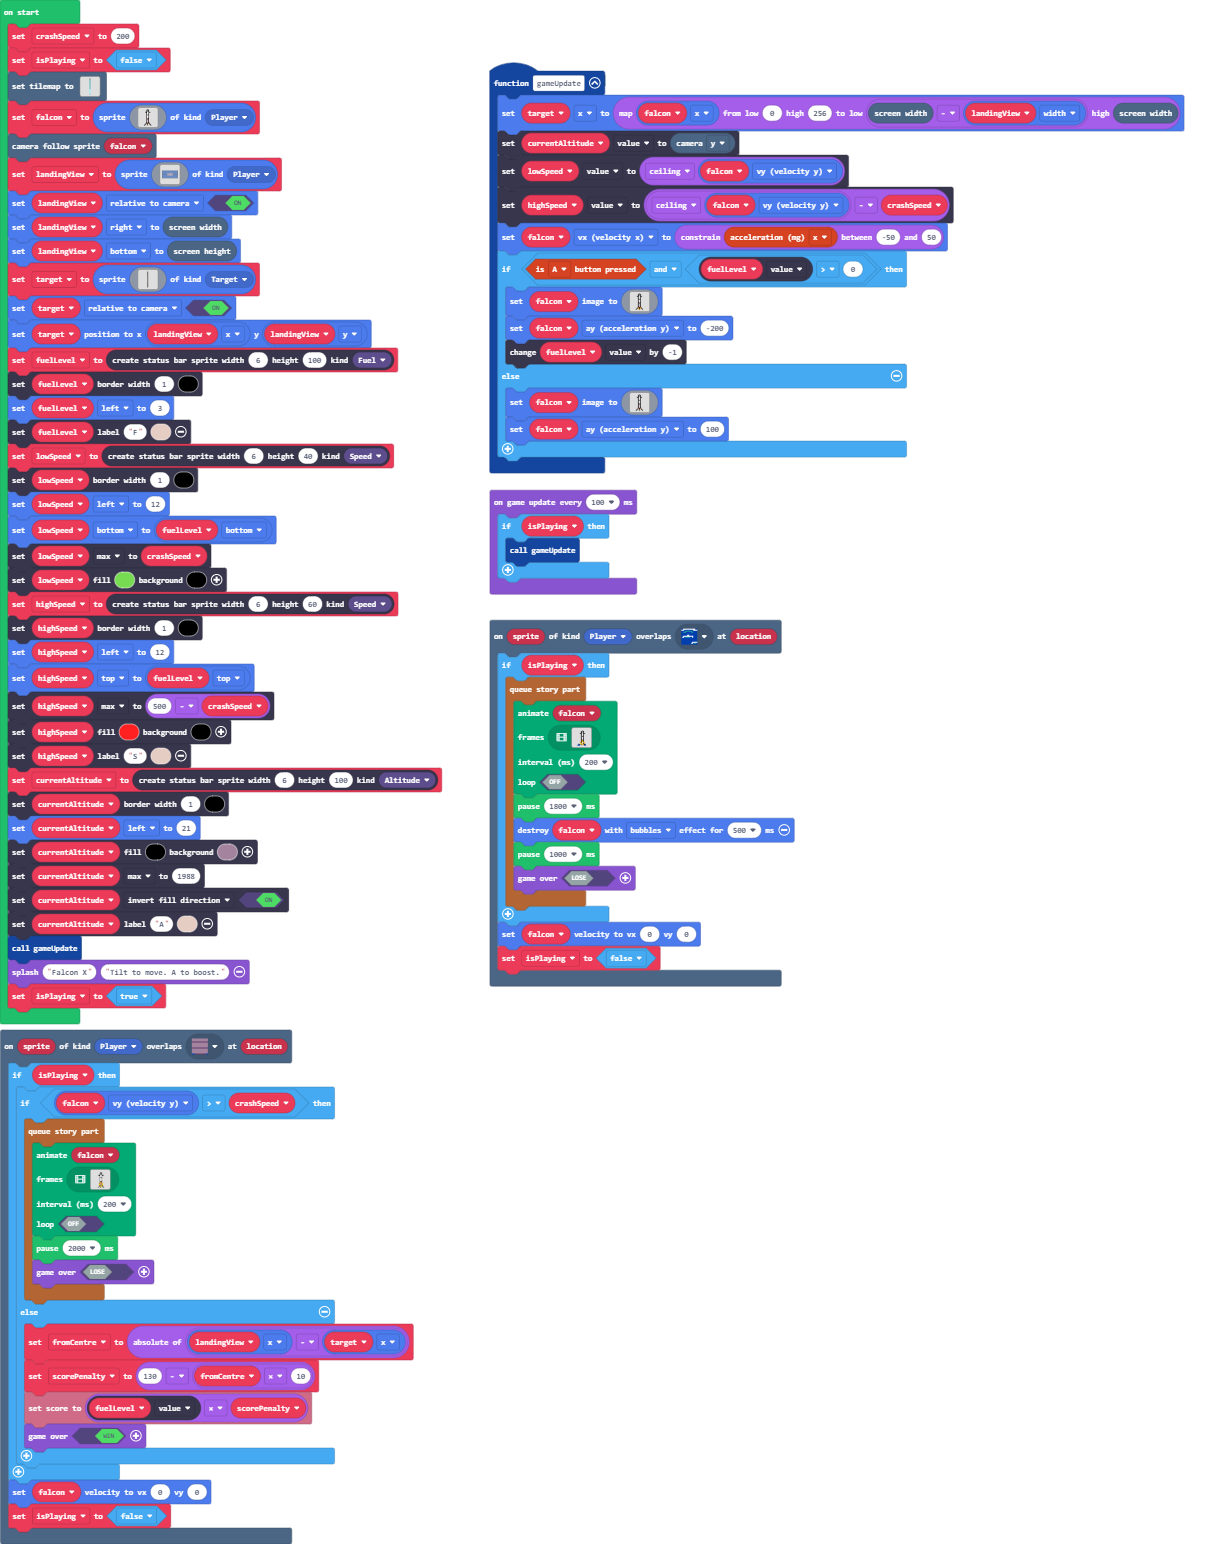 on start
set crashSpeed to 200
set isPlaying to false
set tilemap to
set falcon to sprite of kind Player
camera follow sprite falcon
set landingView to sprite of kind Player
set landingView relative to camera ON
set landingView right to screen width
set landingView bottom to screen height
set target to sprite of kind Target
set target relative to camera ON
set target position to x landingView x y landingView y
set fuelLevel to create status bar sprite width 6 height 100 kind Fuel
set fuelLevel border width 1
set fuelLevel left to 3
set fuelLevel label "F"
set lowSpeed to create status bar sprite width 6 height 40 kind Speed
set lowSpeed border width 1
set lowSpeed left to 12
set lowSpeed bottom to fuelLevel bottom
set lowSpeed max to crashSpeed
set lowSpeed fill background
set highSpeed to create status bar sprite width 6 height 60 kind Speed
set highSpeed border width 1
set highSpeed left to 12
set highSpeed top to fuelLevel top
set highSpeed max to 500 - crashSpeed
set highSpeed fill background
set highSpeed label "S"
set currentAltitude to create status bar sprite width 6 height 100 kind Altitude
set currentAltitude border width 1
set currentAltitude left to 21
set currentAltitude fill background
set currentAltitude max to 1988
set currentAltitude invert fill direction ON
set currentAltitude label "A"
call gameUpdate
splash "Falcon X" "Tilt to move. A to boost."
set isPlaying to true
on sprite of kind Player overlaps at location
if isPlaying then
if falcon vy (velocity y) > crashSpeed then
queue story part
animate falcon
frames
interval (ms) 200
loop OFF
pause 2000 ms
game over LOSE
else
set fromCentre to absolute of landingView x - target x
set scorePenalty to 130 - fromCentre × 10
set score to fuelLevel value × scorePenalty
game over WIN
set falcon velocity to vx 0 vy 0
set isPlaying to false
function gameUpdate
set target x to map falcon x from low 0 high 256 to low screen width - landingView width high screen width
set currentAltitude value to camera y
set lowSpeed value to ceiling falcon vy (velocity y)
set highSpeed value to ceiling falcon vy (velocity y) - crashSpeed
set falcon vx (velocity x) to constrain acceleration (mg) x between -50 and 50
if is A button pressed and fuelLevel value > 0 then
set falcon image to
set falcon ay (acceleration y) to -200
change fuelLevel value by -1
else
set falcon image to
set falcon ay (acceleration y) to 100
on game update every 100 ms
if isPlaying then
call gameUpdate
on sprite of kind Player overlaps at location
if isPlaying then
queue story part
animate falcon
frames
interval (ms) 200
loop OFF
pause 1800 ms
destroy falcon with bubbles effect for 500 ms
pause 1000 ms
game over LOSE
set falcon velocity to vx 0 vy 0
set isPlaying to false